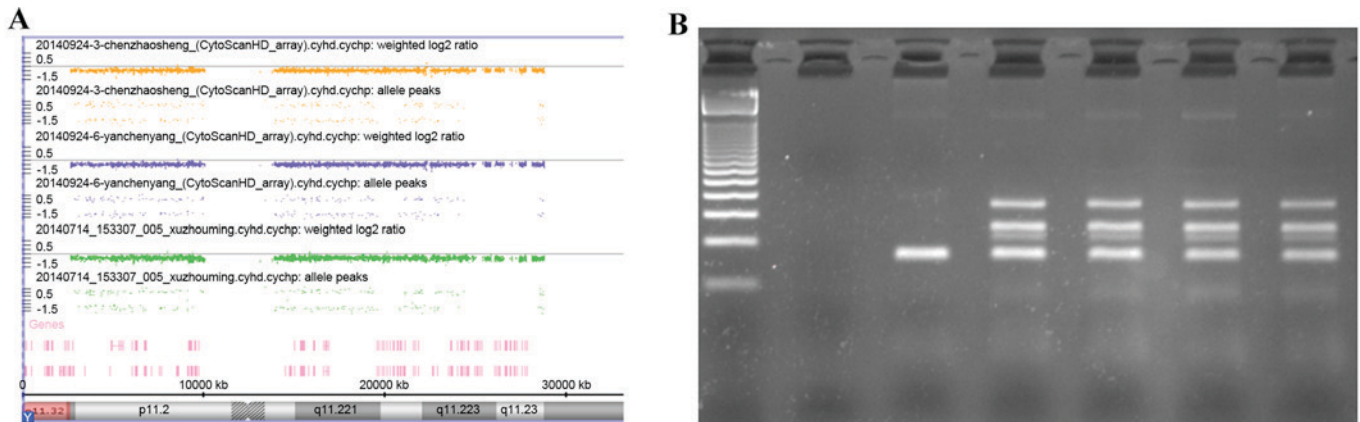 A
B
20140924-3-chenzhaosheng_(CytoScanHD_array).cyhd.cychp: weighted log2 ratio
0.5
-1.5
20140924-3-chenzhaosheng_(CytoScanHD_array).cyhd.cychp: allele peaks
0.5
-1.5
20140924-6-yanchenyang_(CytoScanHD_array).cyhd.cychp: weighted log2 ratio
0.5
-1.5
20140924-6-yanchenyang_(CytoScanHD_array).cyhd.cychp: allele peaks
0.5
-1.5
20140714_153307_005_xuzhouming.cyhd.cychp: weighted log2 ratio
0.5
-1.5
20140714_153307_005_xuzhouming.cyhd.cychp: allele peaks
0.5
-1.5
Genes
0 10000 kb 20000 kb 30000 kb
p11.32 p11.2 q11.221 q11.223 q11.23
Y